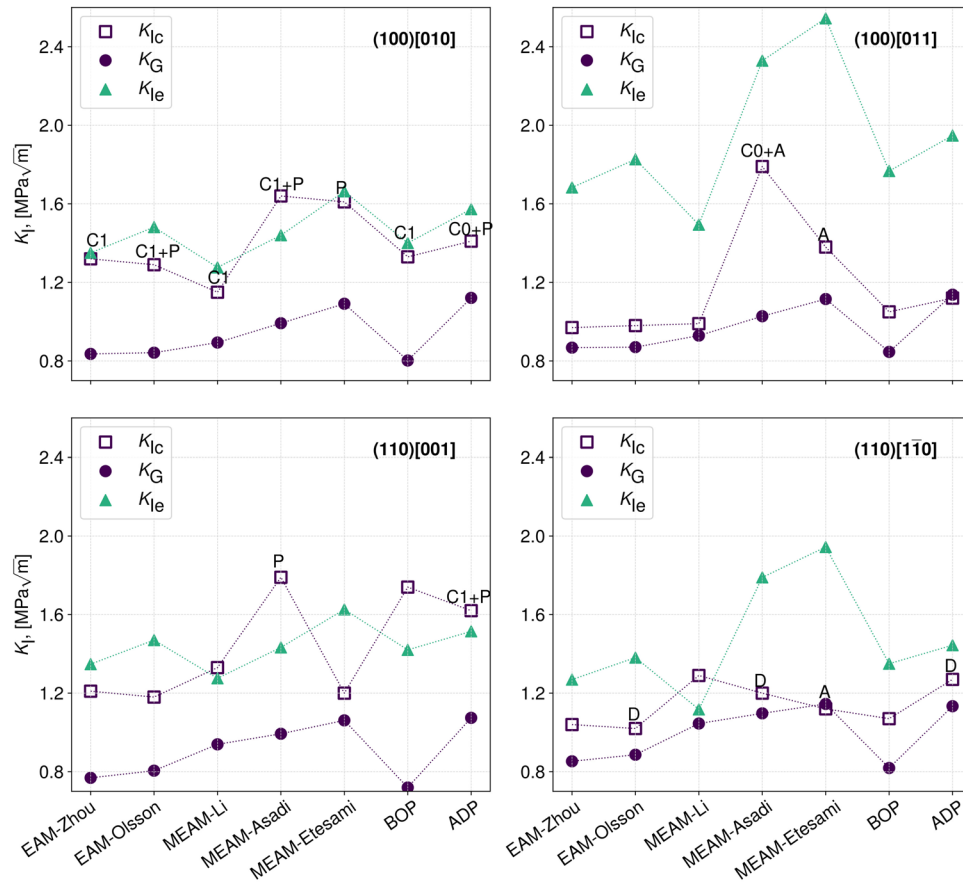 (100)[010]
K_Ic
K_G
K_Ie
2.4
2.0
1.6
1.2
0.8
K_I, [MPa√m]
C1
C1+P
C1
C1+P
P
C1
C0+P
(100)[011]
K_Ic
K_G
K_Ie
2.4
2.0
1.6
1.2
0.8
C0+A
A
(110)[001]
K_Ic
K_G
K_Ie
2.4
2.0
1.6
1.2
0.8
K_I, [MPa√m]
P
C1+P
EAM-Zhou
EAM-Olsson
MEAM-Li
MEAM-Asadi
MEAM-Etesami
BOP
ADP
(110)[11̅0]
K_Ic
K_G
K_Ie
2.4
2.0
1.6
1.2
0.8
D
D
A
D
EAM-Zhou
EAM-Olsson
MEAM-Li
MEAM-Asadi
MEAM-Etesami
BOP
ADP